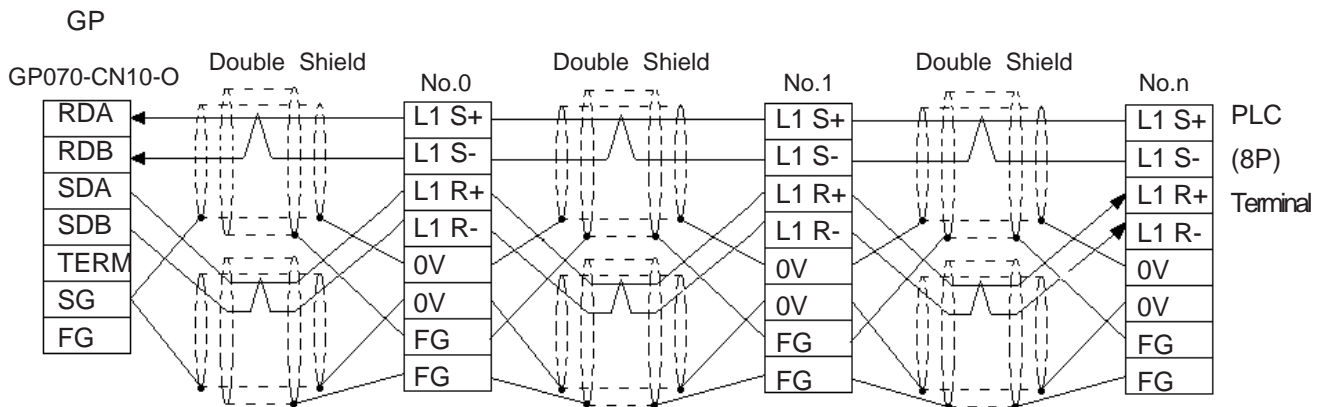 GP
GP070-CN10-O
RDA
RDB
SDA
SDB
TERM
SG
FG
Double Shield
No.0
L1 S+
L1 S-
L1 R+
L1 R-
0V
0V
FG
FG
Double Shield
No.1
L1 S+
L1 S-
L1 R+
L1 R-
0V
0V
FG
FG
Double Shield
No.n
L1 S+
L1 S-
L1 R+
L1 R-
0V
0V
FG
FG
PLC
(8P)
Terminal